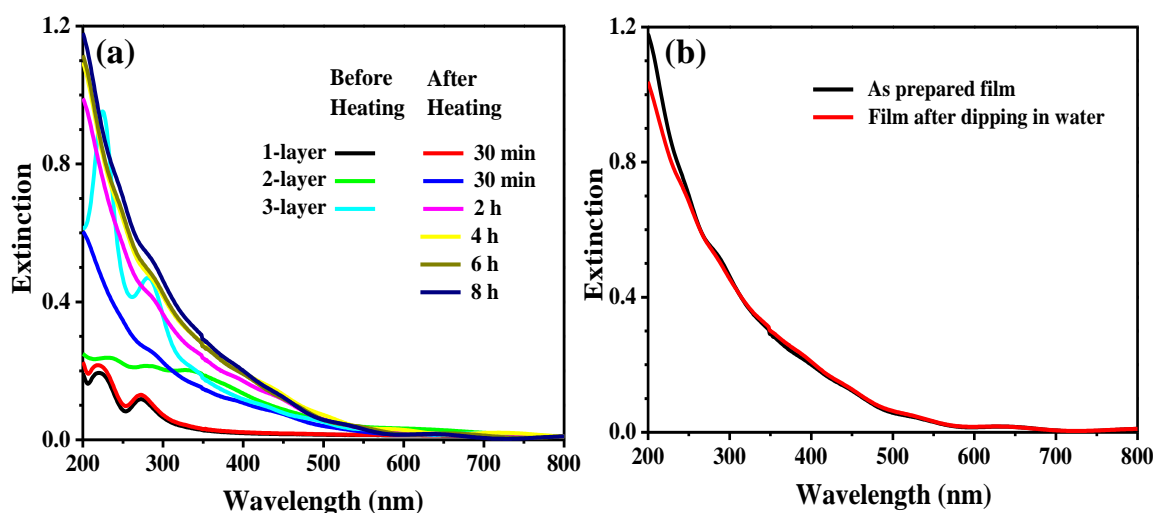 (a)
Before After
Heating Heating
1-layer 30 min
2-layer 30 min
3-layer 2 h
4 h
6 h
8 h
1.2
0.8
0.4
0.0
Extinction
200 300 400 500 600 700 800
Wavelength (nm)
(b)
As prepared film
Film after dipping in water
1.2
0.8
0.4
0.0
Extinction
200 300 400 500 600 700 800
Wavelength (nm)